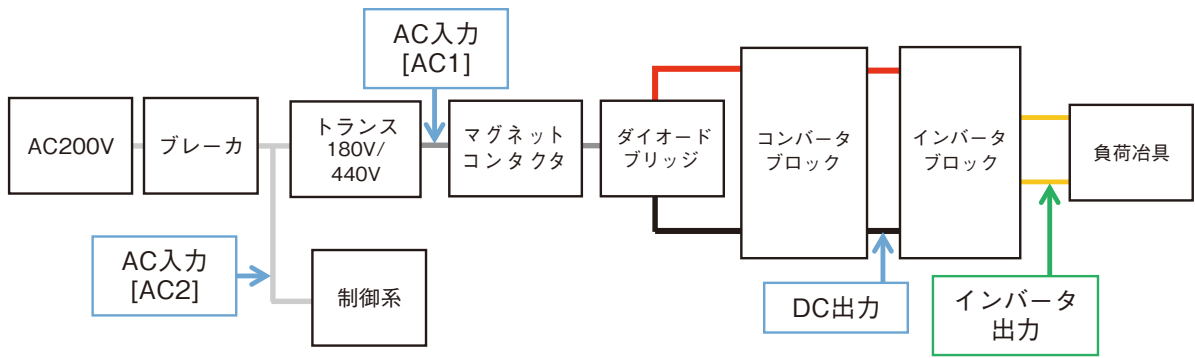 AC入力
[AC1]
AC200V
ブレーカ
トランス
180V/
440V
マグネット
コンタクタ
ダイオード
ブリッジ
コンバータ
ブロック
インバータ
ブロック
負荷冶具
AC入力
[AC2]
制御系
DC出力
インバータ
出力